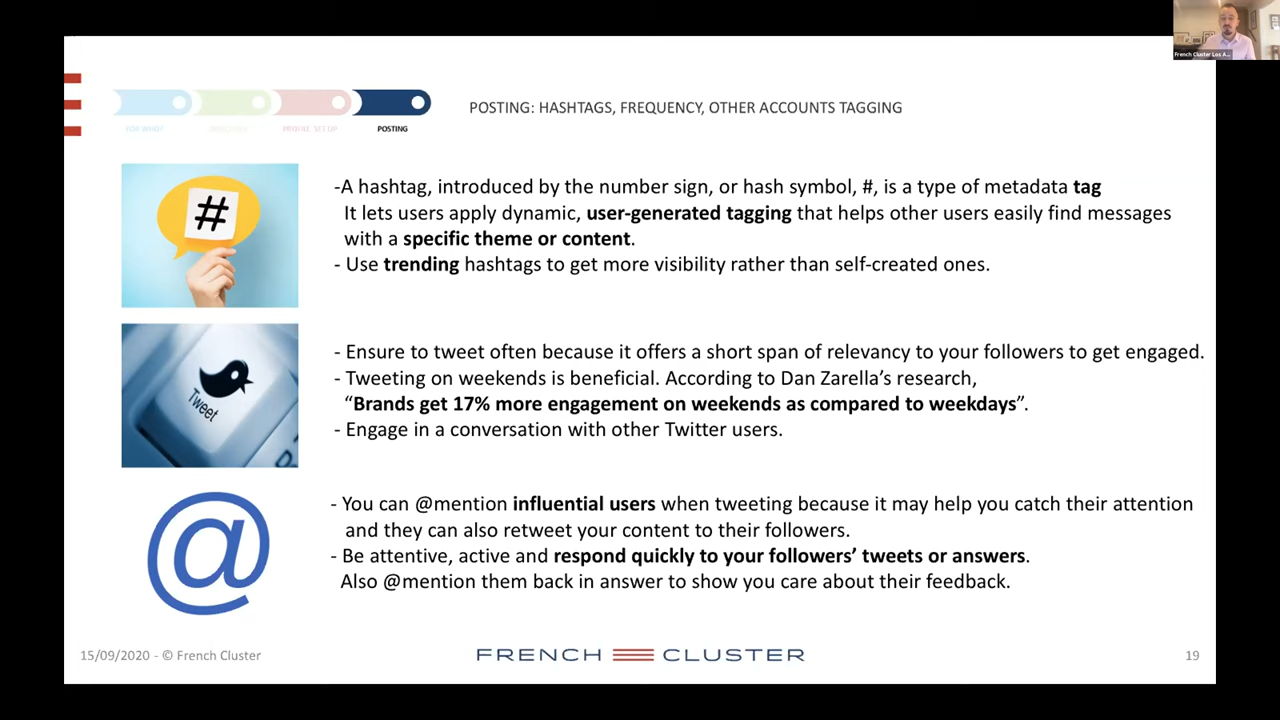 French Cluster Los A...
POSTING: HASHTAGS, FREQUENCY, OTHER ACCOUNTS TAGGING
FOR WHO?
PROFILE SET UP
POSTING
#
-A hashtag, introduced by the number sign, or hash symbol, #, is a type of metadata tag
It lets users apply dynamic, user-generated tagging that helps other users easily find messages
with a specific theme or content.
- Use trending hashtags to get more visibility rather than self-created ones.
Tweet
- Ensure to tweet often because it offers a short span of relevancy to your followers to get engaged.
- Tweeting on weekends is beneficial. According to Dan Zarella’s research,
“Brands get 17% more engagement on weekends as compared to weekdays”.
- Engage in a conversation with other Twitter users.
@
- You can @mention influential users when tweeting because it may help you catch their attention
and they can also retweet your content to their followers.
- Be attentive, active and respond quickly to your followers’ tweets or answers.
Also @mention them back in answer to show you care about their feedback.
15/09/2020 - © French Cluster
FRENCH CLUSTER
19